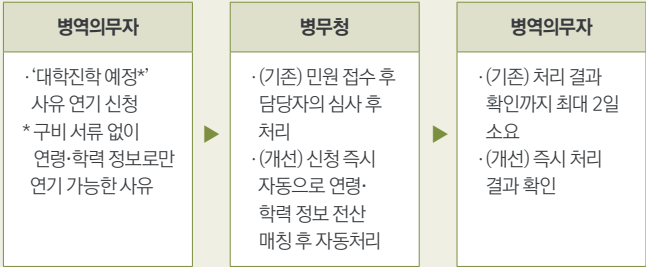 병역의무자
·‘대학진학 예정*’
사유 연기 신청
* 구비 서류 없이
연령·학력 정보로만
연기 가능한 사유
병무청
·(기존) 민원 접수 후
담당자의 심사 후
처리
·(개선) 신청 즉시
자동으로 연령·
학력 정보 전산
매칭 후 자동처리
병역의무자
·(기존) 처리 결과
확인까지 최대 2일
소요
·(개선) 즉시 처리
결과 확인